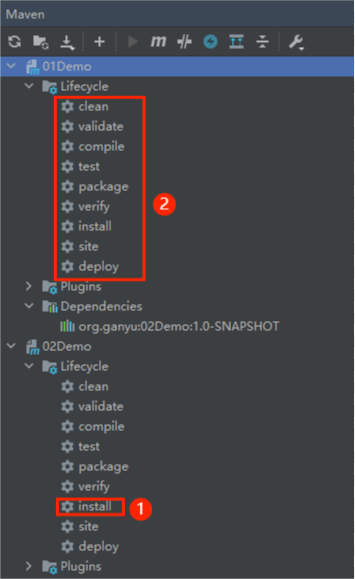 Maven
m
01Demo
Lifecycle
clean
validate
compile
test
package
verify
install
site
deploy
2
Plugins
Dependencies
org.ganyu:02Demo:1.0-SNAPSHOT
02Demo
Lifecycle
clean
validate
compile
test
package
verify
install
1
site
deploy
Plugins